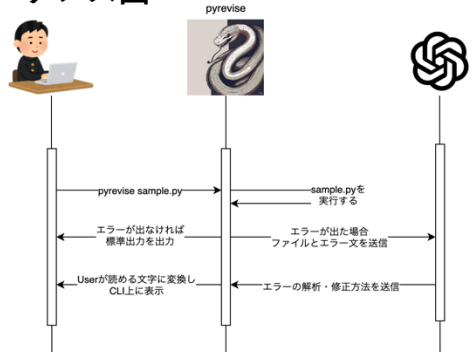 pyrevise
pyrevise sample.py
sample.pyを
実行する
エラーが出なければ
標準出力を出力
エラーが出た場合
ファイルとエラー文を送信
Userが読める文字に変換し
CLI上に表示
エラーの解析・修正方法を送信